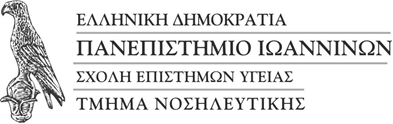 ΕΛΛΗΝΙΚΗ ΔΗΜΟΚΡΑΤΙΑ
ΠΑΝΕΠΙΣΤΗΜΙΟ ΙΩΑΝΝΙΝΩΝ
ΣΧΟΛΗ ΕΠΙΣΤΗΜΩΝ ΥΓΕΙΑΣ
ΤΜΗΜΑ ΝΟΣΗΛΕΥΤΙΚΗΣ